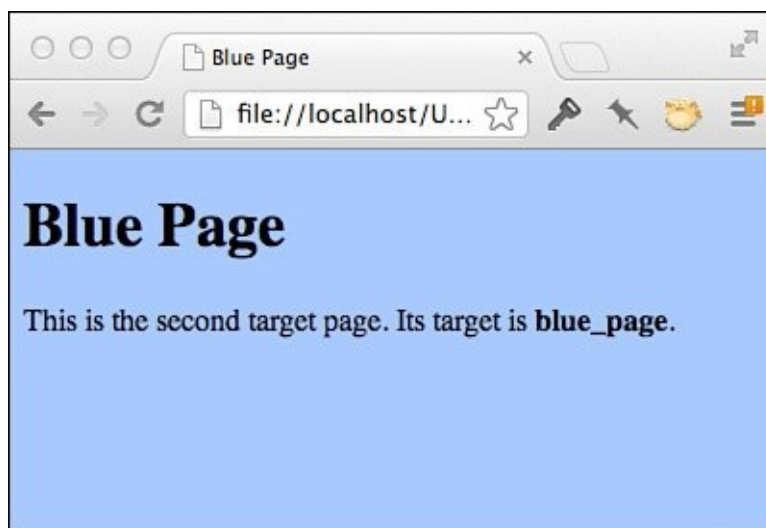 Blue Page
file://localhost/U...
Blue Page
This is the second target page. Its target is blue_page.